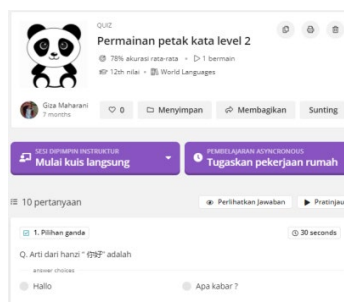 QUIZ
Permainan petak kata level 2
78% akurasi rata-rata • 1 bermain
12th nilai • World Languages
Giza Maharani
7 months
0
Menyimpan
Membagikan
Sunting
SESI DIPIMPIN INSTRUKTUR
Mulai kuis langsung
PEMBELAJARAN ASYNCRONOUS
Tugaskan pekerjaan rumah
10 pertanyaan
Perlihatkan Jawaban
Pratinjau
1. Pilihan ganda
30 seconds
Q. Arti dari hanzi " 你好" adalah
answer choices
Hallo
Apa kabar ?